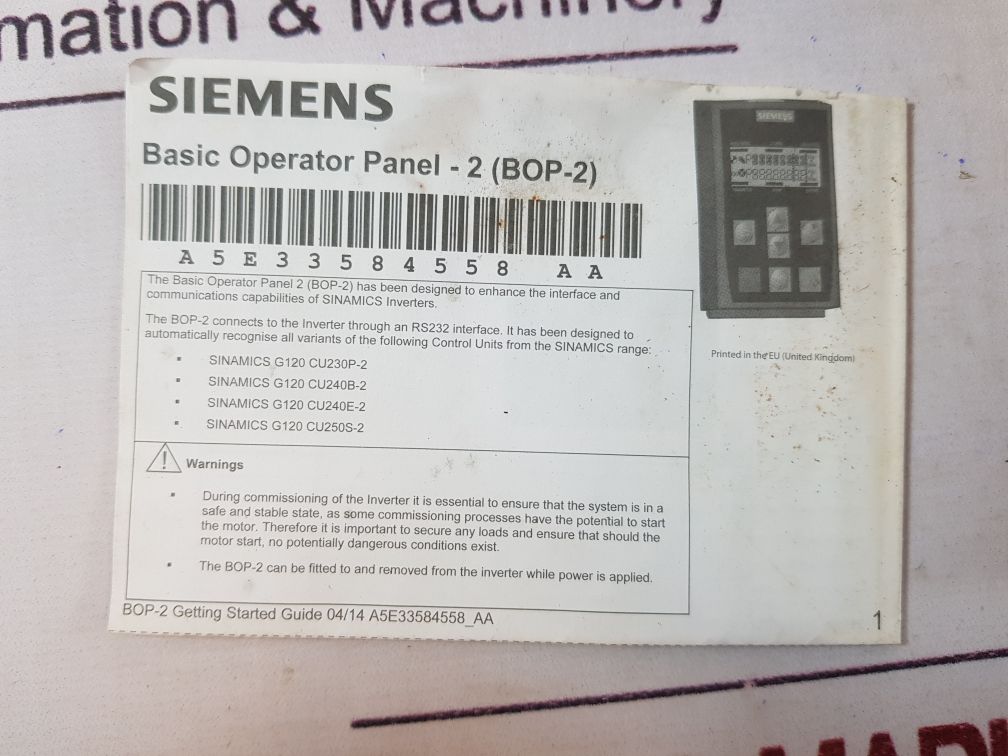 mation & Machinery
SIEMENS
Basic Operator Panel - 2 (BOP-2)
A5E33584558 AA
The Basic Operator Panel 2 (BOP-2) has been designed to enhance the interface and
communications capabilities of SINAMICS Inverters.
The BOP-2 connects to the Inverter through an RS232 interface. It has been designed to
automatically recognise all variants of the following Control Units from the SINAMICS range:
▪ SINAMICS G120 CU230P-2
▪ SINAMICS G120 CU240B-2
▪ SINAMICS G120 CU240E-2
▪ SINAMICS G120 CU250S-2
Warnings
▪ During commissioning of the Inverter it is essential to ensure that the system is in a
safe and stable state, as some commissioning processes have the potential to start
the motor. Therefore it is important to secure any loads and ensure that should the
motor start, no potentially dangerous conditions exist.
▪ The BOP-2 can be fitted to and removed from the inverter while power is applied.
BOP-2 Getting Started Guide 04/14 A5E33584558_AA
SIEMENS
Printed in the EU (United Kingdom)
1